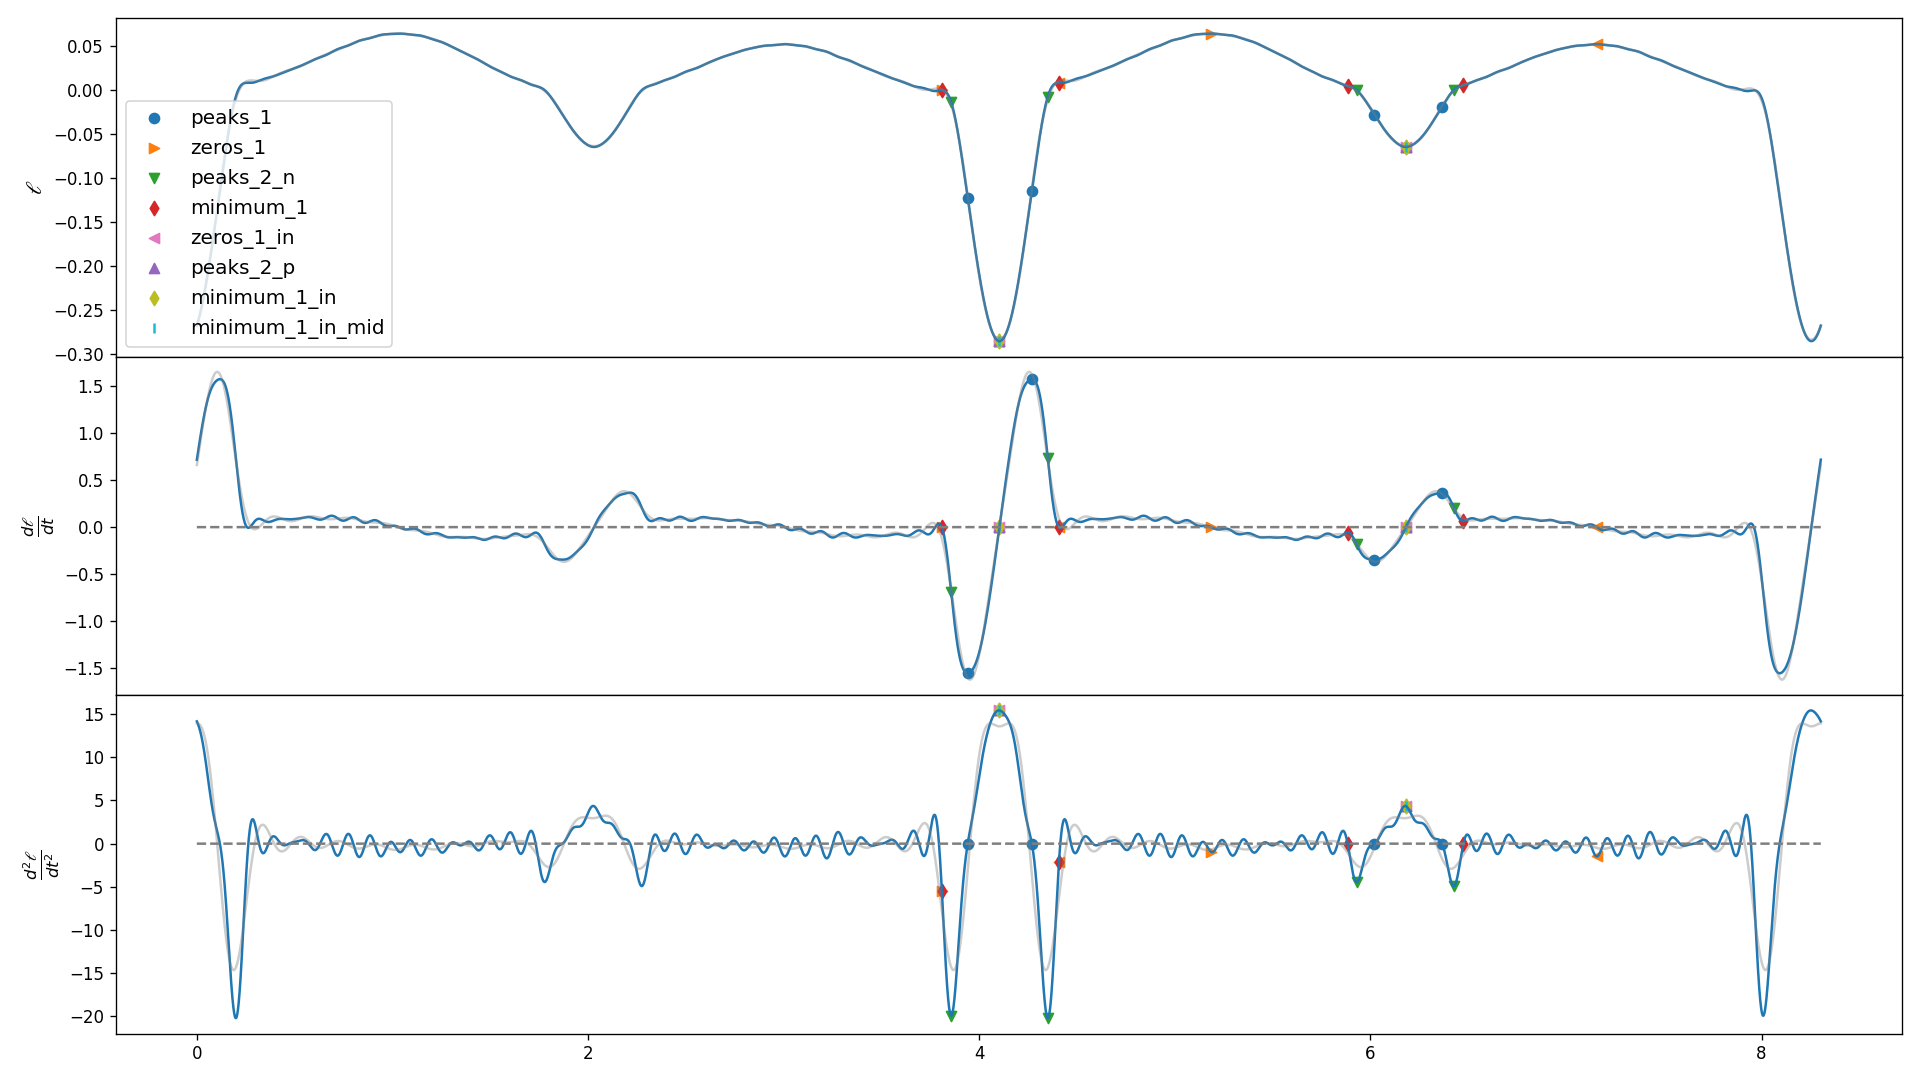 0.05
0.00
−0.05
−0.10
−0.15
−0.20
−0.25
−0.30
ℓ
peaks_1
zeros_1
peaks_2_n
minimum_1
zeros_1_in
peaks_2_p
minimum_1_in
minimum_1_in_mid
1.5
1.0
0.5
0.0
−0.5
−1.0
−1.5
dℓ
dt
15
10
5
0
−5
−10
−15
−20
d²ℓ
dt²
0 2 4 6 8